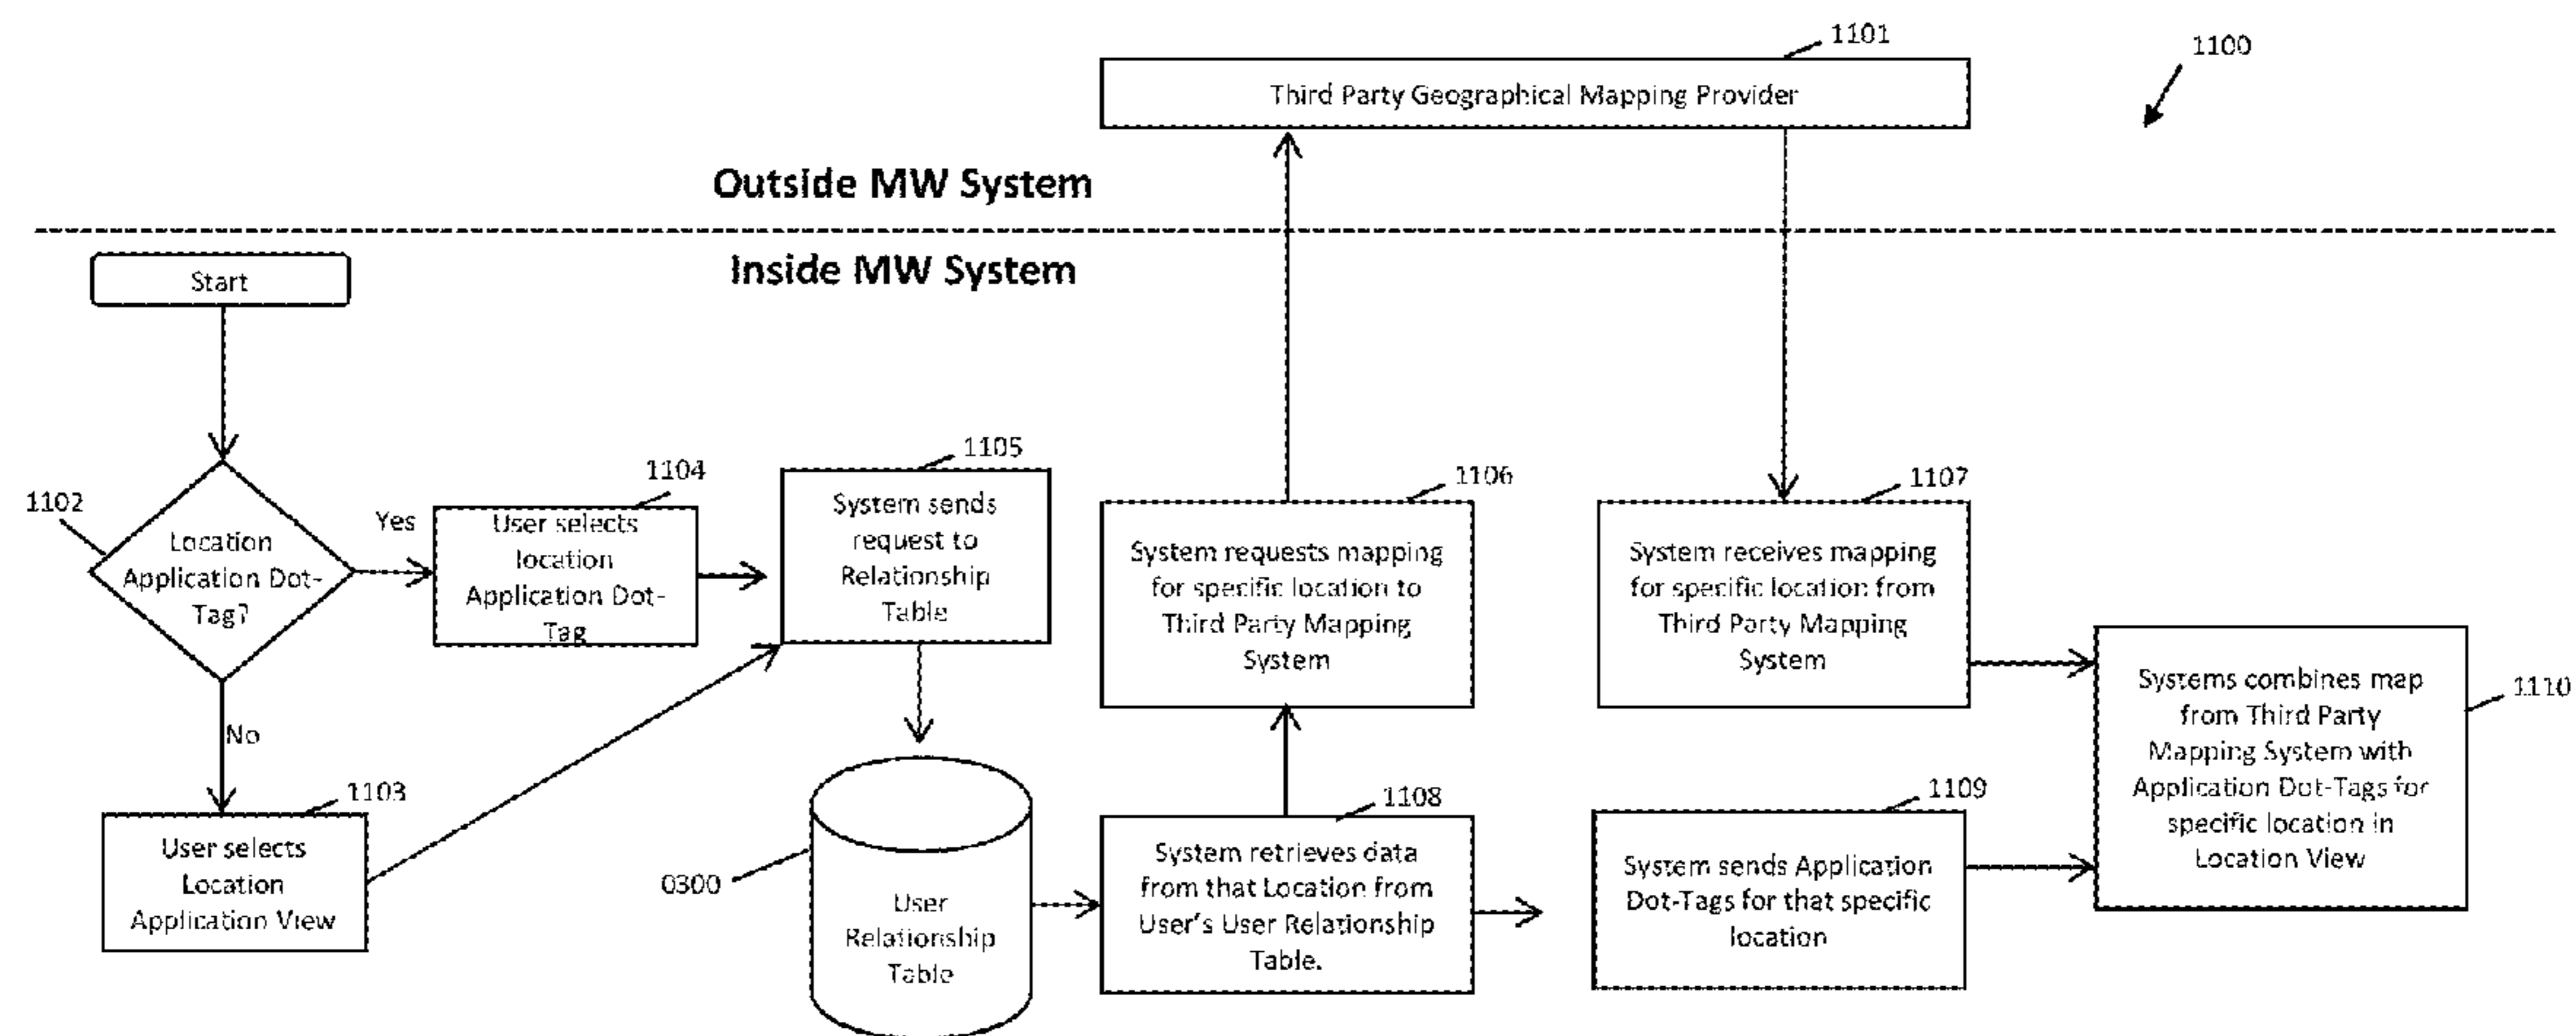 1101
1100
Third Party Geographical Mapping Provider
Outside MW System
Inside MW System
Start
1102
Location
Application Dot-
Tag?
Yes
No
1104
User selects
location
Application Dot-
Tag
1103
User selects
Location
Application View
1105
System sends
request to
Relationship
Table
0300
User
Relationship
Table
1106
System requests mapping
for specific location to
Third Party Mapping
System
1108
System retrieves data
from that Location from
User's User Relationship
Table.
1107
System receives mapping
for specific location from
Third Party Mapping
System
1109
System sends Application
Dot-Tags for that specific
location
1110
Systems combines map
from Third Party
Mapping System with
Application Dot-Tags for
specific location in
Location View